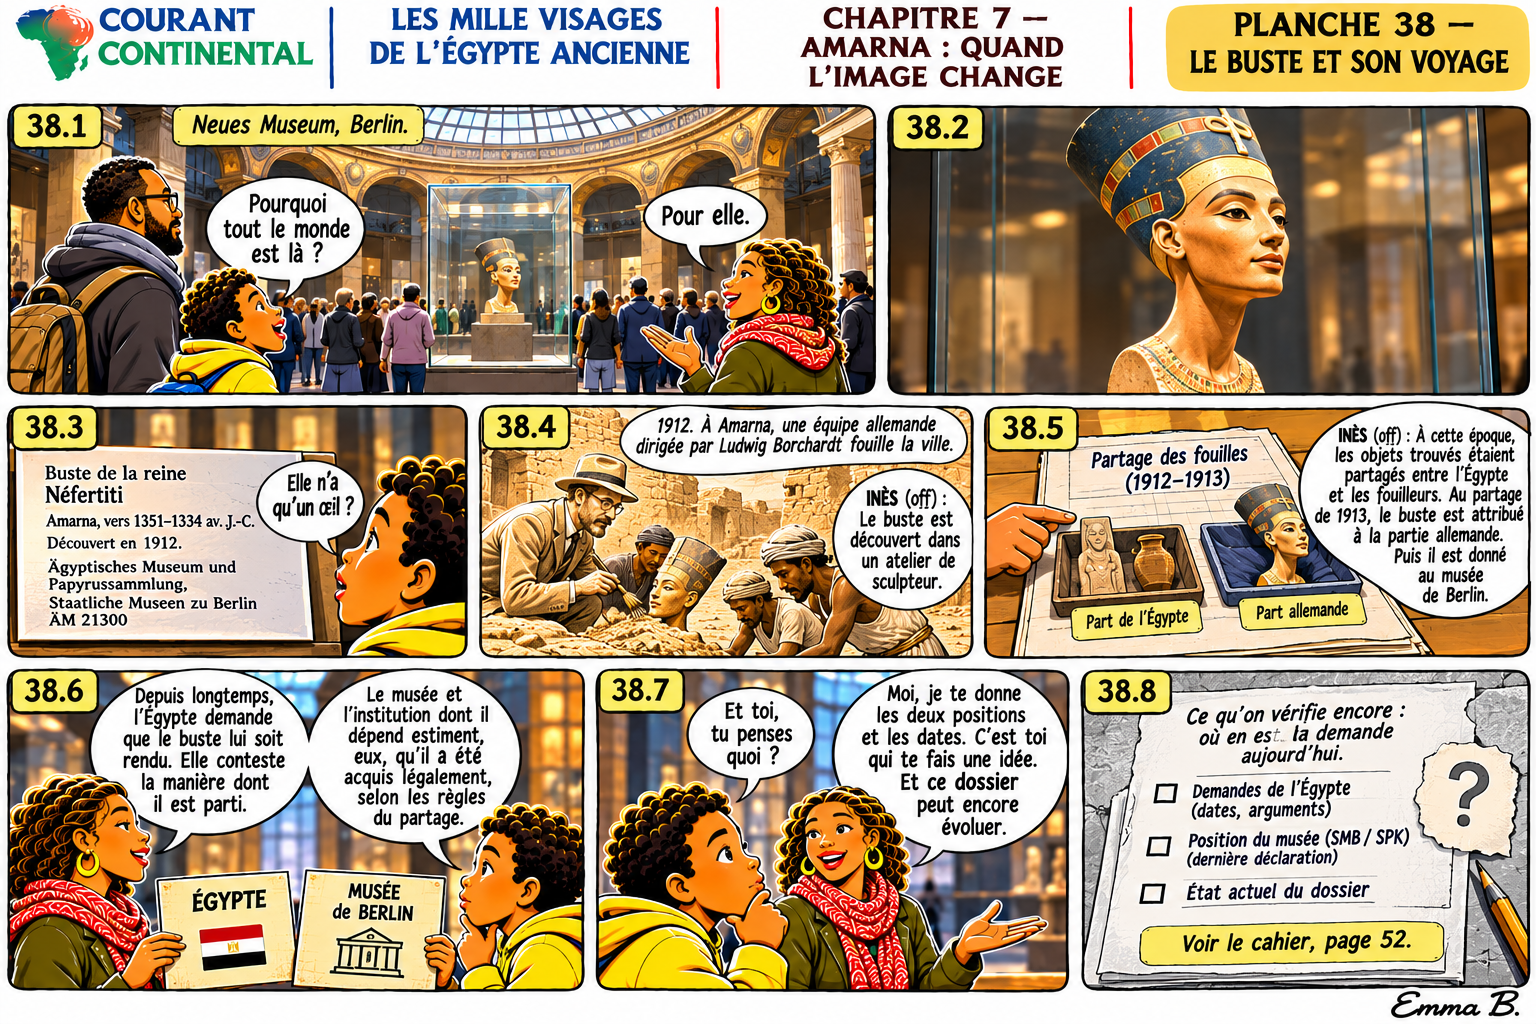 COURANT
CONTINENTAL
LES MILLE VISAGES
DE L'ÉGYPTE ANCIENNE
CHAPITRE 7 —
AMARNA : QUAND
L'IMAGE CHANGE
PLANCHE 38 —
LE BUSTE ET SON VOYAGE
38.1
Neues Museum, Berlin.
Pourquoi
tout le monde
est là ?
Pour elle.
38.2
38.3
Buste de la reine
Néfertiti
Amarna, vers 1351–1334 av. J.-C.
Découvert en 1912.
Ägyptisches Museum und
Papyrussammlung,
Staatliche Museen zu Berlin
ÄM 21300
Elle n'a
qu'un œil ?
38.4
1912. À Amarna, une équipe allemande
dirigée par Ludwig Borchardt fouille la ville.
INÈS (off) :
Le buste est
découvert dans
un atelier de
sculpteur.
38.5
Partage des fouilles
(1912–1913)
Part de l'Égypte
Part allemande
INÈS (off) : À cette époque,
les objets trouvés étaient
partagés entre l'Égypte
et les fouilleurs. Au partage
de 1913, le buste est attribué
à la partie allemande.
Puis il est donné
au musée
de Berlin.
38.6
Depuis longtemps,
l'Égypte demande
que le buste lui soit
rendu. Elle conteste
la manière dont
il est parti.
Le musée et
l'institution dont il
dépend estiment,
eux, qu'il a été
acquis légalement,
selon les règles
du partage.
ÉGYPTE
MUSÉE
de BERLIN
38.7
Et toi,
tu penses
quoi ?
Moi, je te donne
les deux positions
et les dates. C'est toi
qui te fais une idée.
Et ce dossier
peut encore
évoluer.
38.8
Ce qu'on vérifie encore :
où en est la demande
aujourd'hui.
Demandes de l'Égypte
(dates, arguments)
Position du musée (SMB / SPK)
(dernière déclaration)
État actuel du dossier
?
Voir le cahier, page 52.
Emma B.